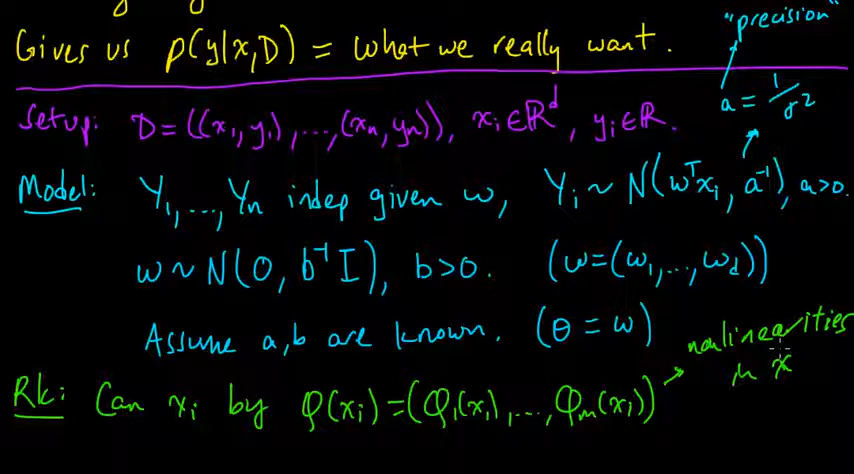 "precision"
Gives us p(y|x,D) = what we really want.
a = 1/σ²
Setup: D = ((x₁,y₁),...,(xₙ,yₙ)), xᵢ∈ℝᵈ, yᵢ∈ℝ.
Model: Y₁,...,Yₙ indep given w, Yᵢ ~ N(wᵀxᵢ, a⁻¹), a>0.
w ~ N(0, b⁻¹I), b>0. (w=(w₁,...,w_d))
Assume a,b are known. (θ = w)
nonlinearities
in x
Rk: Can xᵢ by φ(xᵢ)=(φ₁(xᵢ),...,φₘ(xᵢ))